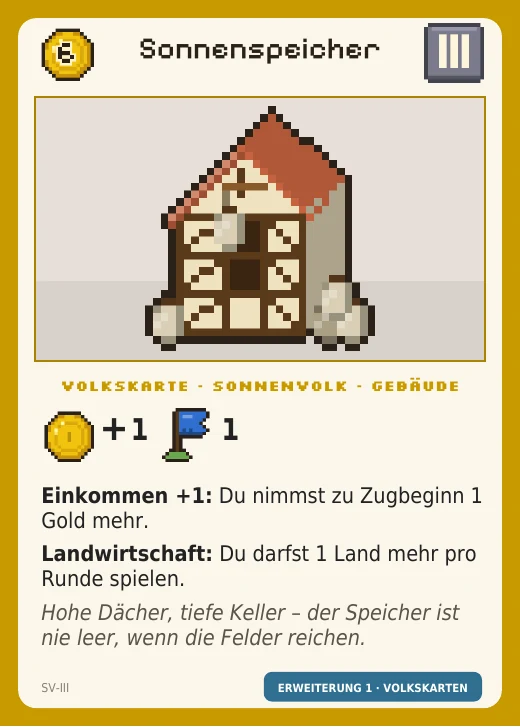 6
Sonnenspeicher
III
VOLKSKARTE · SONNENVOLK · GEBÄUDE
+1
1
Einkommen +1: Du nimmst zu Zugbeginn 1
Gold mehr.
Landwirtschaft: Du darfst 1 Land mehr pro
Runde spielen.
Hohe Dächer, tiefe Keller – der Speicher ist
nie leer, wenn die Felder reichen.
SV-III
ERWEITERUNG 1 · VOLKSKARTEN